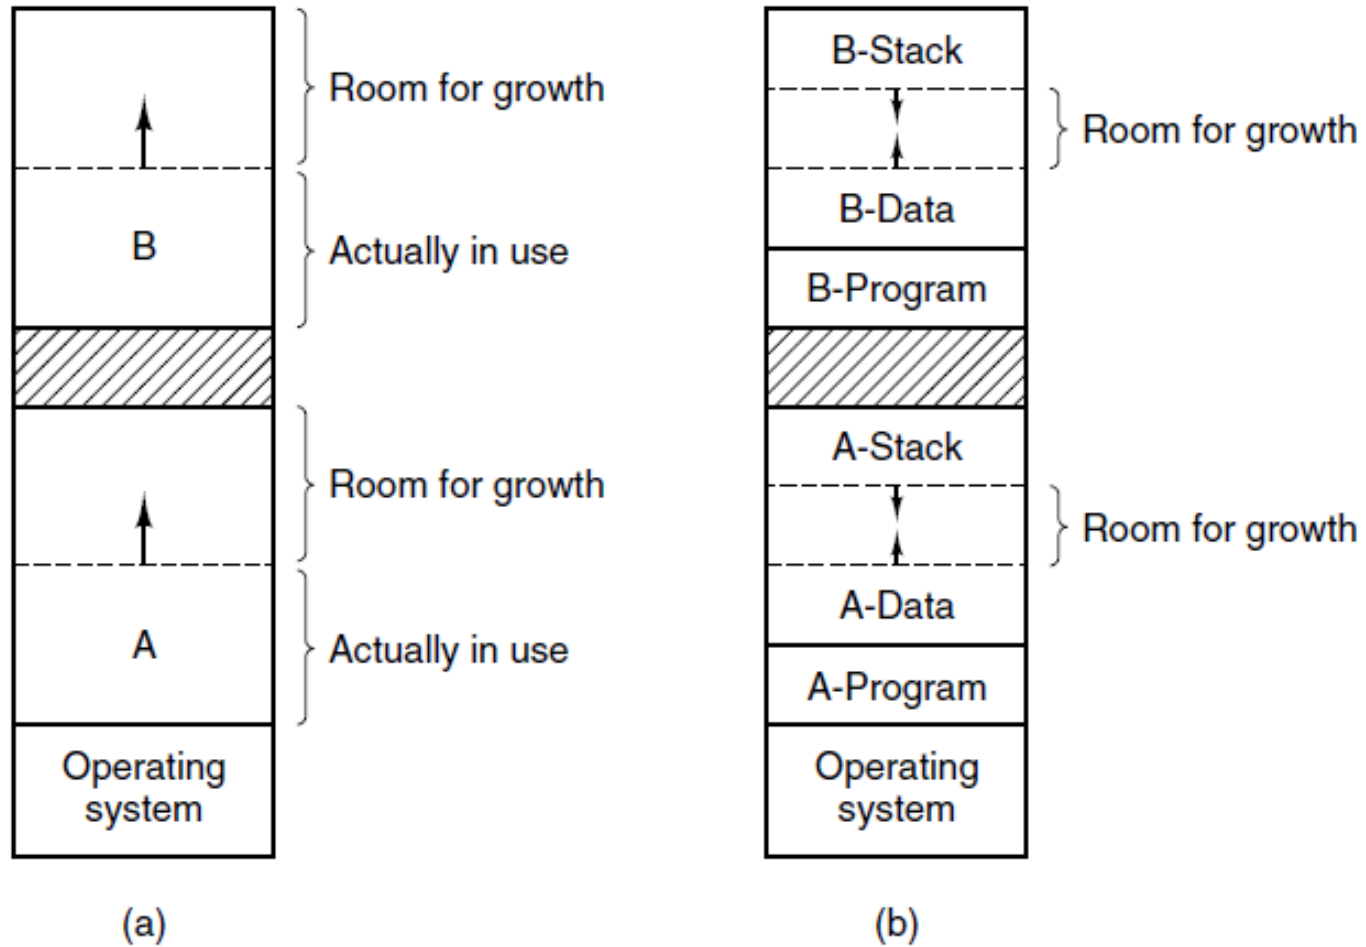 Room for growth
B
Actually in use
Room for growth
A
Actually in use
Operating
system
(a)
B-Stack
Room for growth
B-Data
B-Program
A-Stack
Room for growth
A-Data
A-Program
Operating
system
(b)